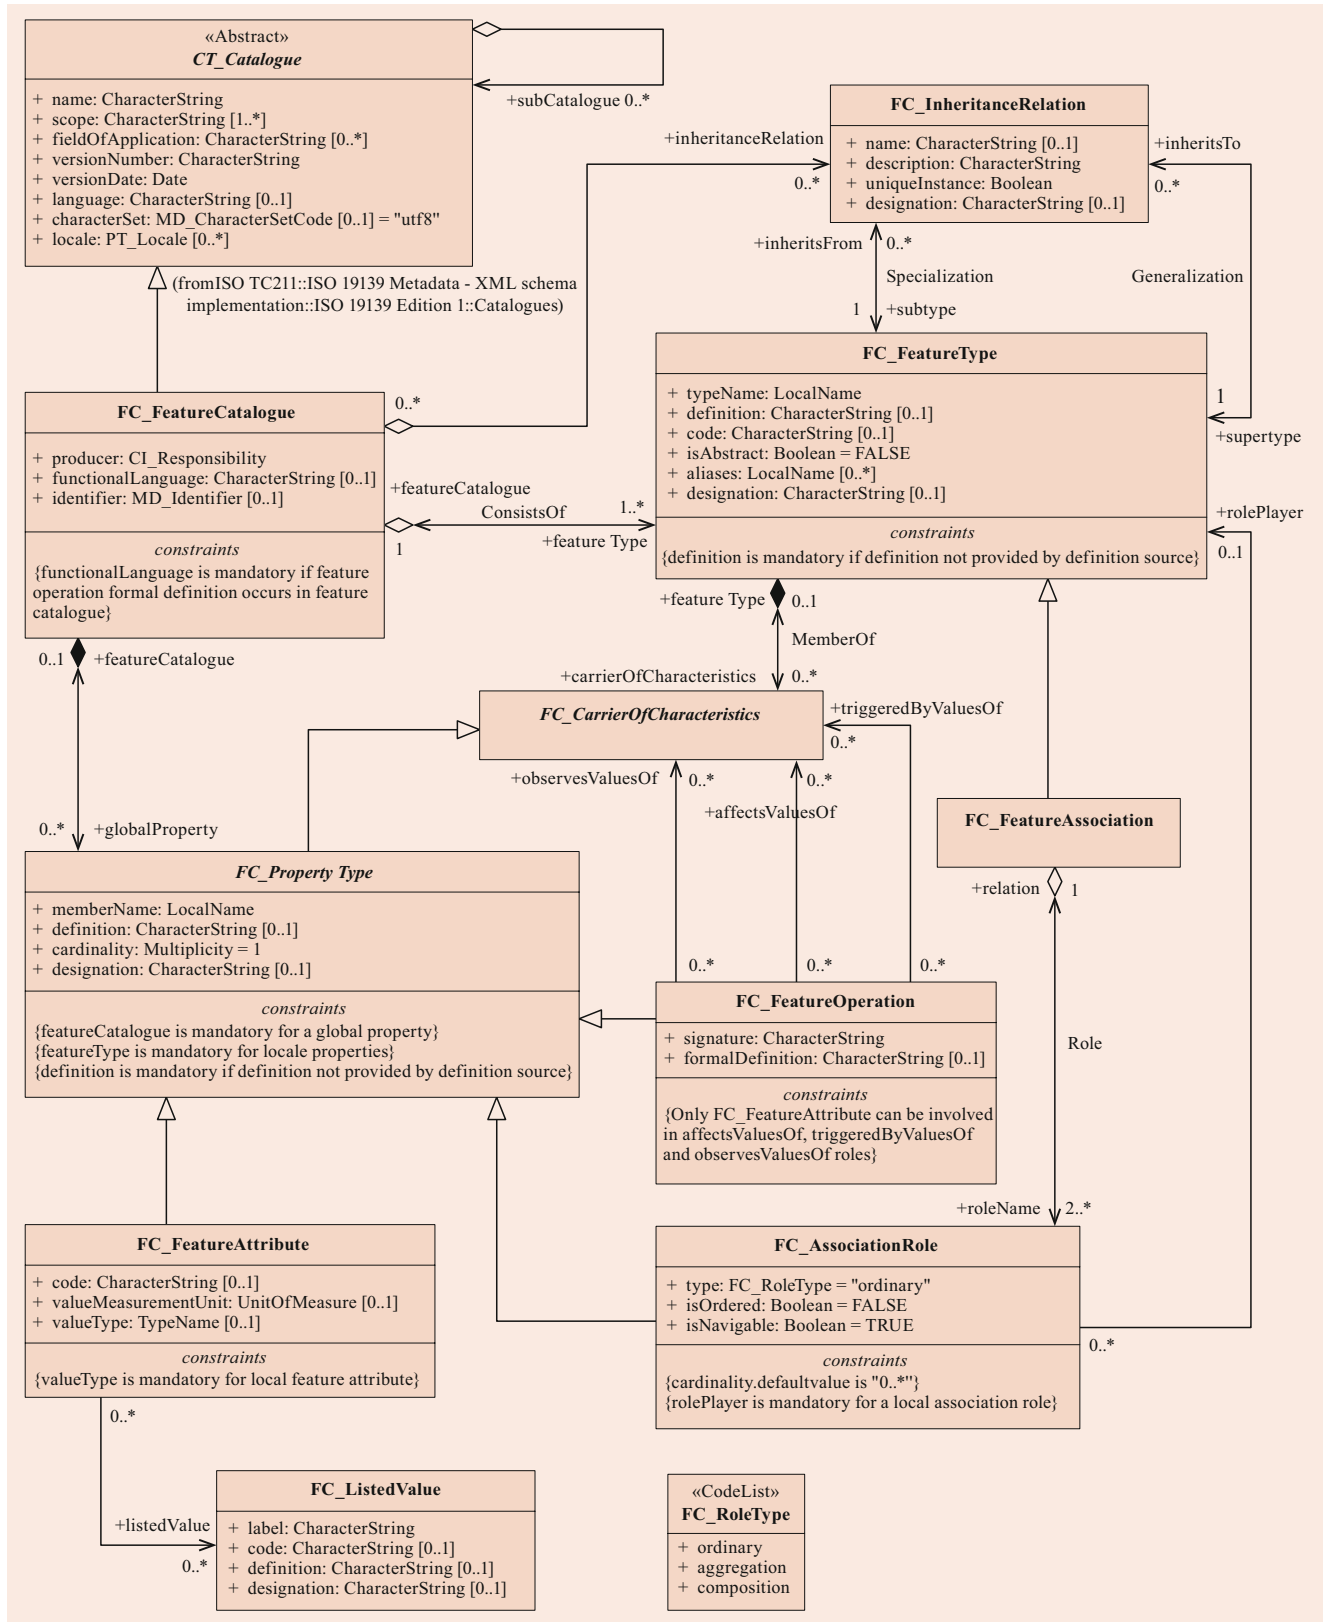 «Abstract»
CT_Catalogue
+ name: CharacterString
+ scope: CharacterString [1..*]
+ fieldOfApplication: CharacterString [0..*]
+ versionNumber: CharacterString
+ versionDate: Date
+ language: CharacterString [0..1]
+ characterSet: MD_CharacterSetCode [0..1] = "utf8"
+ locale: PT_Locale [0..*]
+subCatalogue 0..*
(fromISO TC211::ISO 19139 Metadata - XML schema
implementation::ISO 19139 Edition 1::Catalogues)
+inheritanceRelation
0..*
FC_InheritanceRelation
+ name: CharacterString [0..1]
+ description: CharacterString
+ uniqueInstance: Boolean
+ designation: CharacterString [0..1]
+inheritsTo
0..*
+inheritsFrom
0..*
Specialization
Generalization
1
+subtype
FC_FeatureType
+ typeName: LocalName
+ definition: CharacterString [0..1]
+ code: CharacterString [0..1]
+ isAbstract: Boolean = FALSE
+ aliases: LocalName [0..*]
+ designation: CharacterString [0..1]
constraints
{definition is mandatory if definition not provided by definition source}
1
+supertype
+rolePlayer
0..1
FC_FeatureCatalogue
+ producer: CI_Responsibility
+ functionalLanguage: CharacterString [0..1]
+ identifier: MD_Identifier [0..1]
constraints
{functionalLanguage is mandatory if feature
operation formal definition occurs in feature
catalogue}
0..*
+featureCatalogue
ConsistsOf
1..*
1
+feature Type
+feature Type
0..1
MemberOf
+carrierOfCharacteristics
0..*
0..1
+featureCatalogue
0..*
+globalProperty
FC_CarrierOfCharacteristics
+triggeredByValuesOf
0..*
+observesValuesOf
0..*
0..*
+affectsValuesOf
FC_FeatureAssociation
+relation
1
FC_Property Type
+ memberName: LocalName
+ definition: CharacterString [0..1]
+ cardinality: Multiplicity = 1
+ designation: CharacterString [0..1]
constraints
{featureCatalogue is mandatory for a global property}
{featureType is mandatory for locale properties}
{definition is mandatory if definition not provided by definition source}
0..*
0..*
0..*
FC_FeatureOperation
+ signature: CharacterString
+ formalDefinition: CharacterString [0..1]
constraints
{Only FC_FeatureAttribute can be involved
in affectsValuesOf, triggeredByValuesOf
and observesValuesOf roles}
Role
+roleName
2..*
FC_FeatureAttribute
+ code: CharacterString [0..1]
+ valueMeasurementUnit: UnitOfMeasure [0..1]
+ valueType: TypeName [0..1]
constraints
{valueType is mandatory for local feature attribute}
FC_AssociationRole
+ type: FC_RoleType = "ordinary"
+ isOrdered: Boolean = FALSE
+ isNavigable: Boolean = TRUE
constraints
{cardinality.defaultvalue is "0..*"}
{rolePlayer is mandatory for a local association role}
0..*
0..*
+listedValue
0..*
FC_ListedValue
+ label: CharacterString
+ code: CharacterString [0..1]
+ definition: CharacterString [0..1]
+ designation: CharacterString [0..1]
«CodeList»
FC_RoleType
+ ordinary
+ aggregation
+ composition